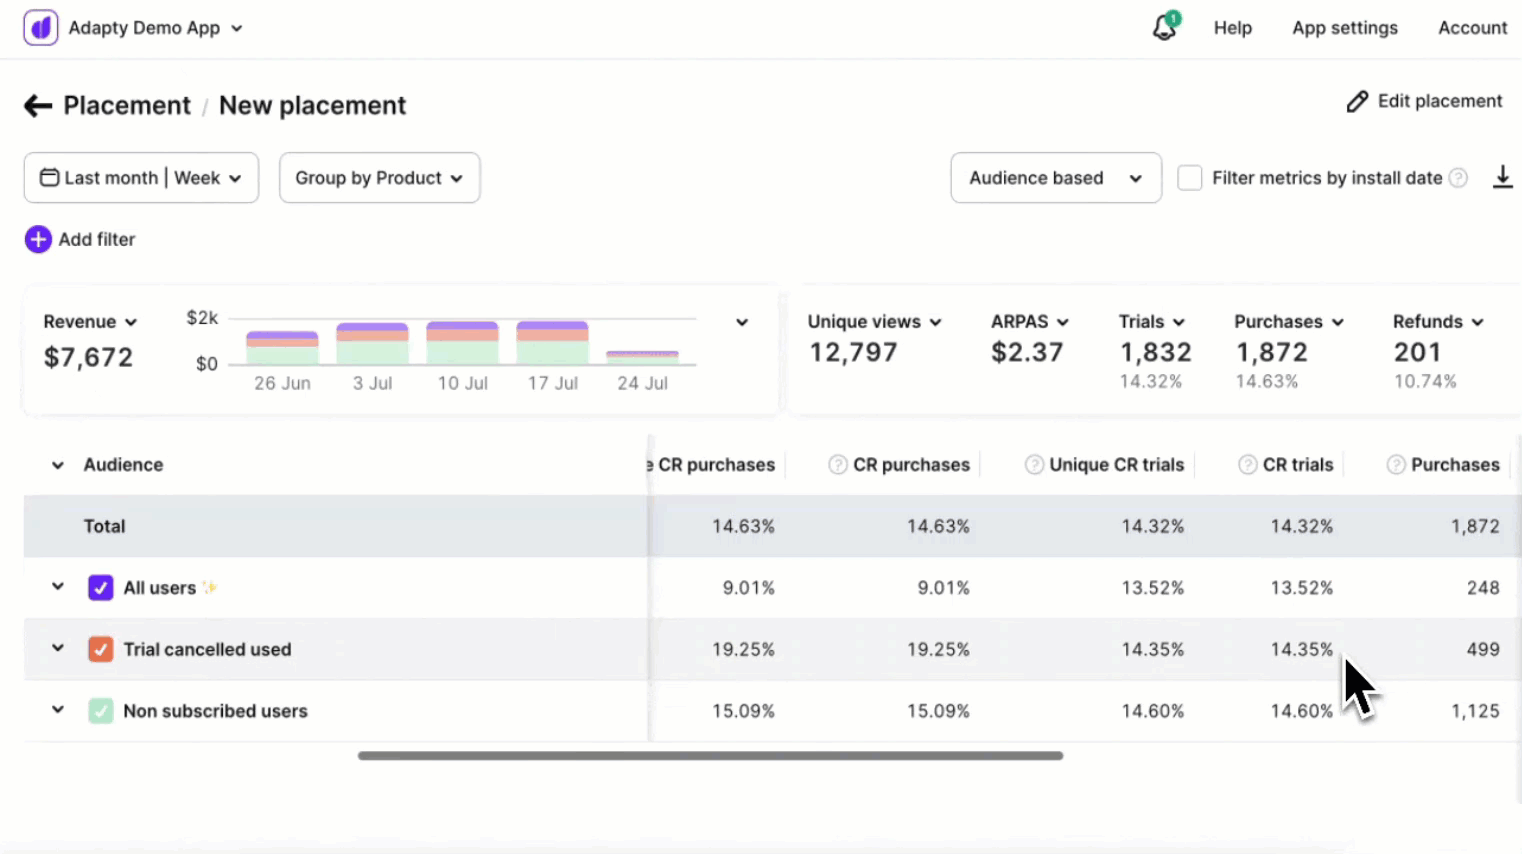 Adapty Demo App
1
Help
App settings
Account
Placement / New placement
Edit placement
Last month | Week
Group by Product
Audience based
Filter metrics by install date ?
Add filter
Revenue
$7,672
$2k
$0
26 Jun 3 Jul 10 Jul 17 Jul 24 Jul
Unique views ARPAS Trials Purchases Refunds
12,797 $2.37 1,832 1,872 201
14.32% 14.63% 10.74%
Audience e CR purchases ? CR purchases ? Unique CR trials ? CR trials ? Purchases
Total 14.63% 14.63% 14.32% 14.32% 1,872
All users ✨ 9.01% 9.01% 13.52% 13.52% 248
Trial cancelled used 19.25% 19.25% 14.35% 14.35% 499
Non subscribed users 15.09% 15.09% 14.60% 14.60% 1,125